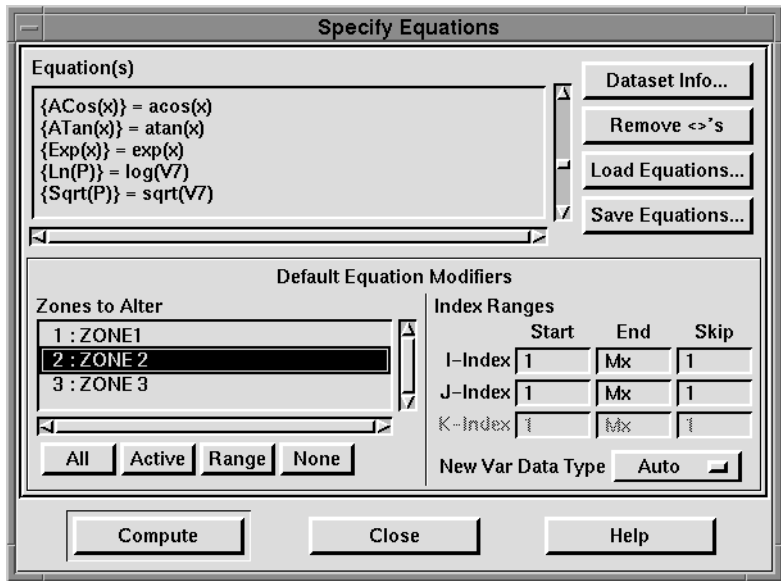 Specify Equations
Equation(s)
{ACos(x)} = acos(x)
{ATan(x)} = atan(x)
{Exp(x)} = exp(x)
{Ln(P)} = log(V7)
{Sqrt(P)} = sqrt(V7)
Dataset Info...
Remove <>'s
Load Equations...
Save Equations...
Default Equation Modifiers
Zones to Alter
1 : ZONE1
2 : ZONE 2
3 : ZONE 3
All Active Range None
Index Ranges
Start End Skip
I-Index 1 Mx 1
J-Index 1 Mx 1
K-Index 1 Mx 1
New Var Data Type Auto
Compute Close Help